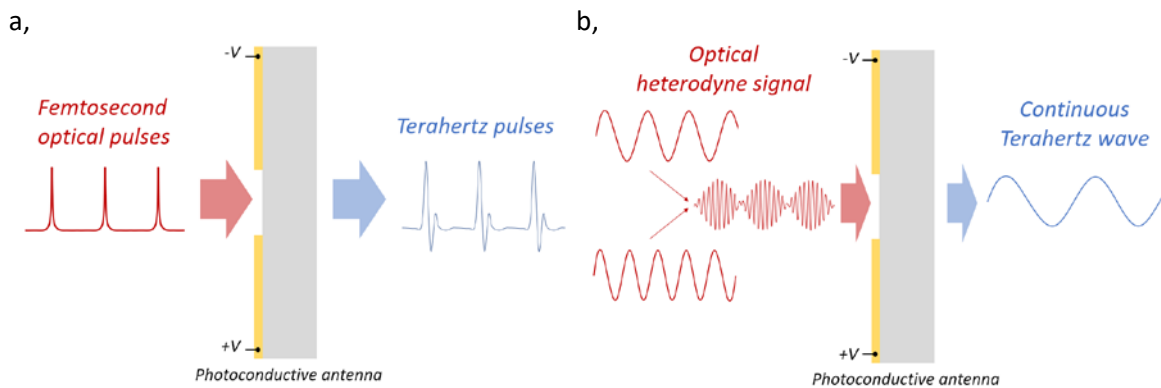 a,
-V
Femtosecond
optical pulses
Terahertz pulses
+V
Photoconductive antenna
b,
Optical
heterodyne signal
-V
Continuous
Terahertz wave
+V
Photoconductive antenna